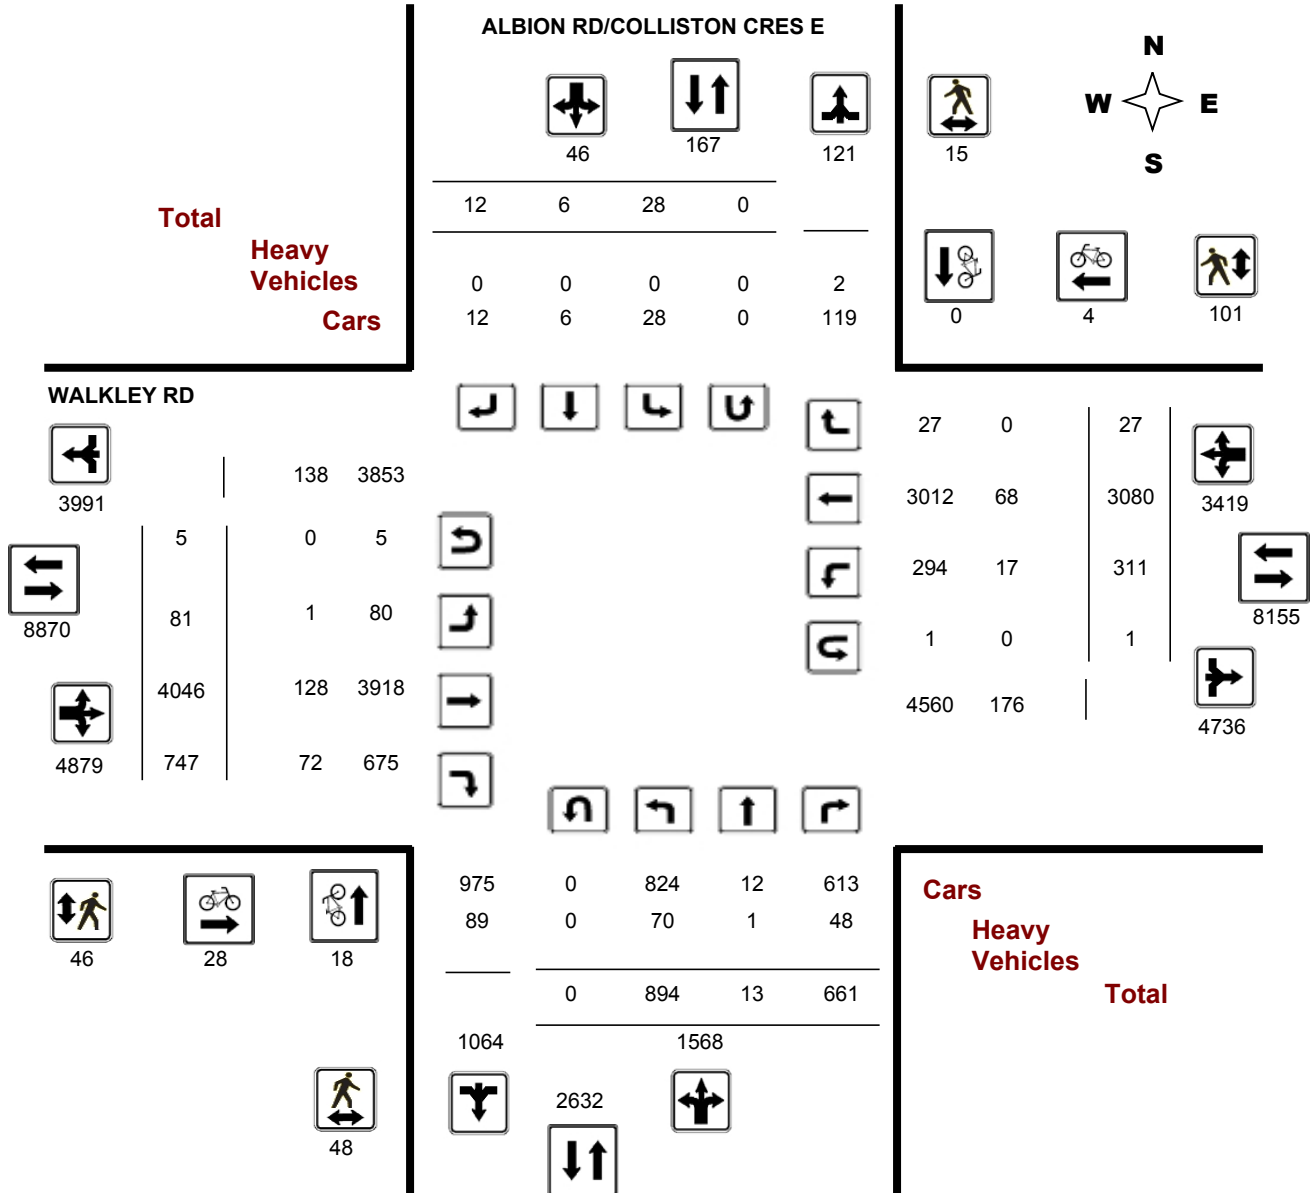 ALBION RD/COLLISTON CRES E
N
W E
S
46 167 121 15
12 6 28 0
Total
Heavy
Vehicles
0 0 0 0 2
Cars
12 6 28 0 119
0 4 101
WALKLEY RD
3991
138 3853
5 0 5
8870
81 1 80
4046 128 3918
4879
747 72 675
27 0 27
3012 68 3080
3419
294 17 311
8155
1 0 1
4560 176
4736
975 0 824 12 613
89 0 70 1 48
0 894 13 661
1064 1568
2632
46 28 18
48
Cars
Heavy
Vehicles
Total